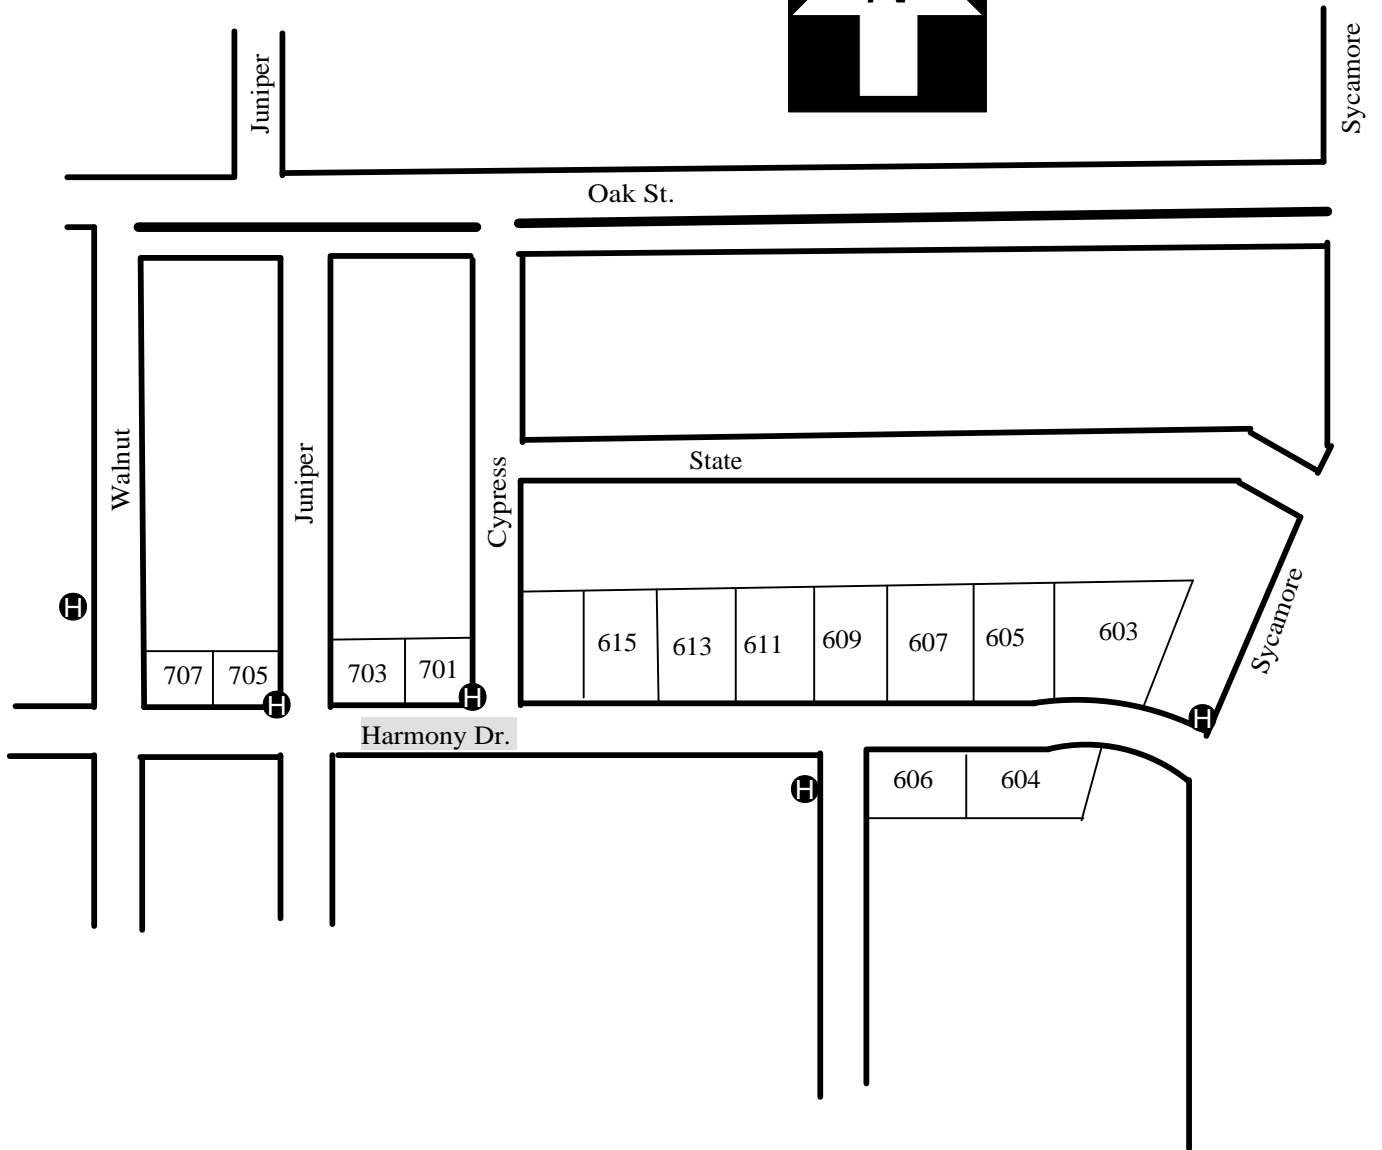 N
Juniper
Sycamore
Oak St.
Walnut
Juniper
Cypress
State
Sycamore
H
615
613
611
609
607
605
603
707
705
703
701
H
H
H
Harmony Dr.
H
606
604